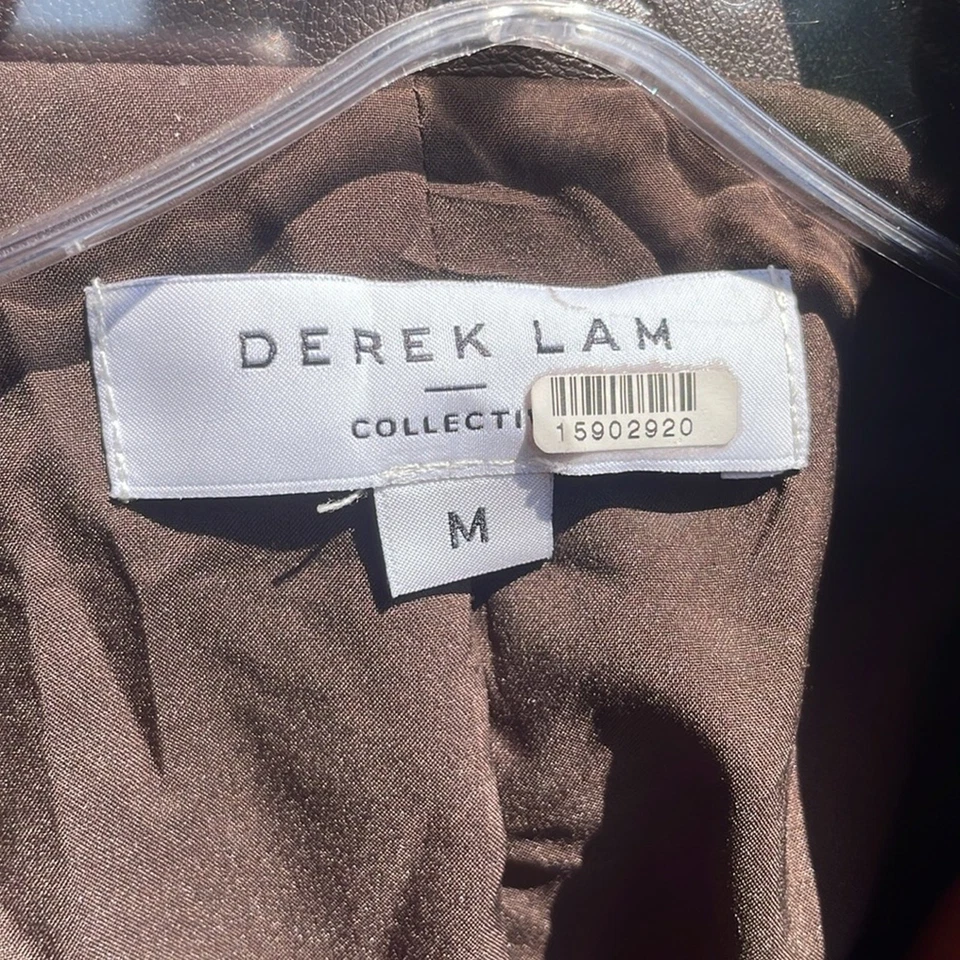 DEREK LAM
COLLECTI
15902920
M